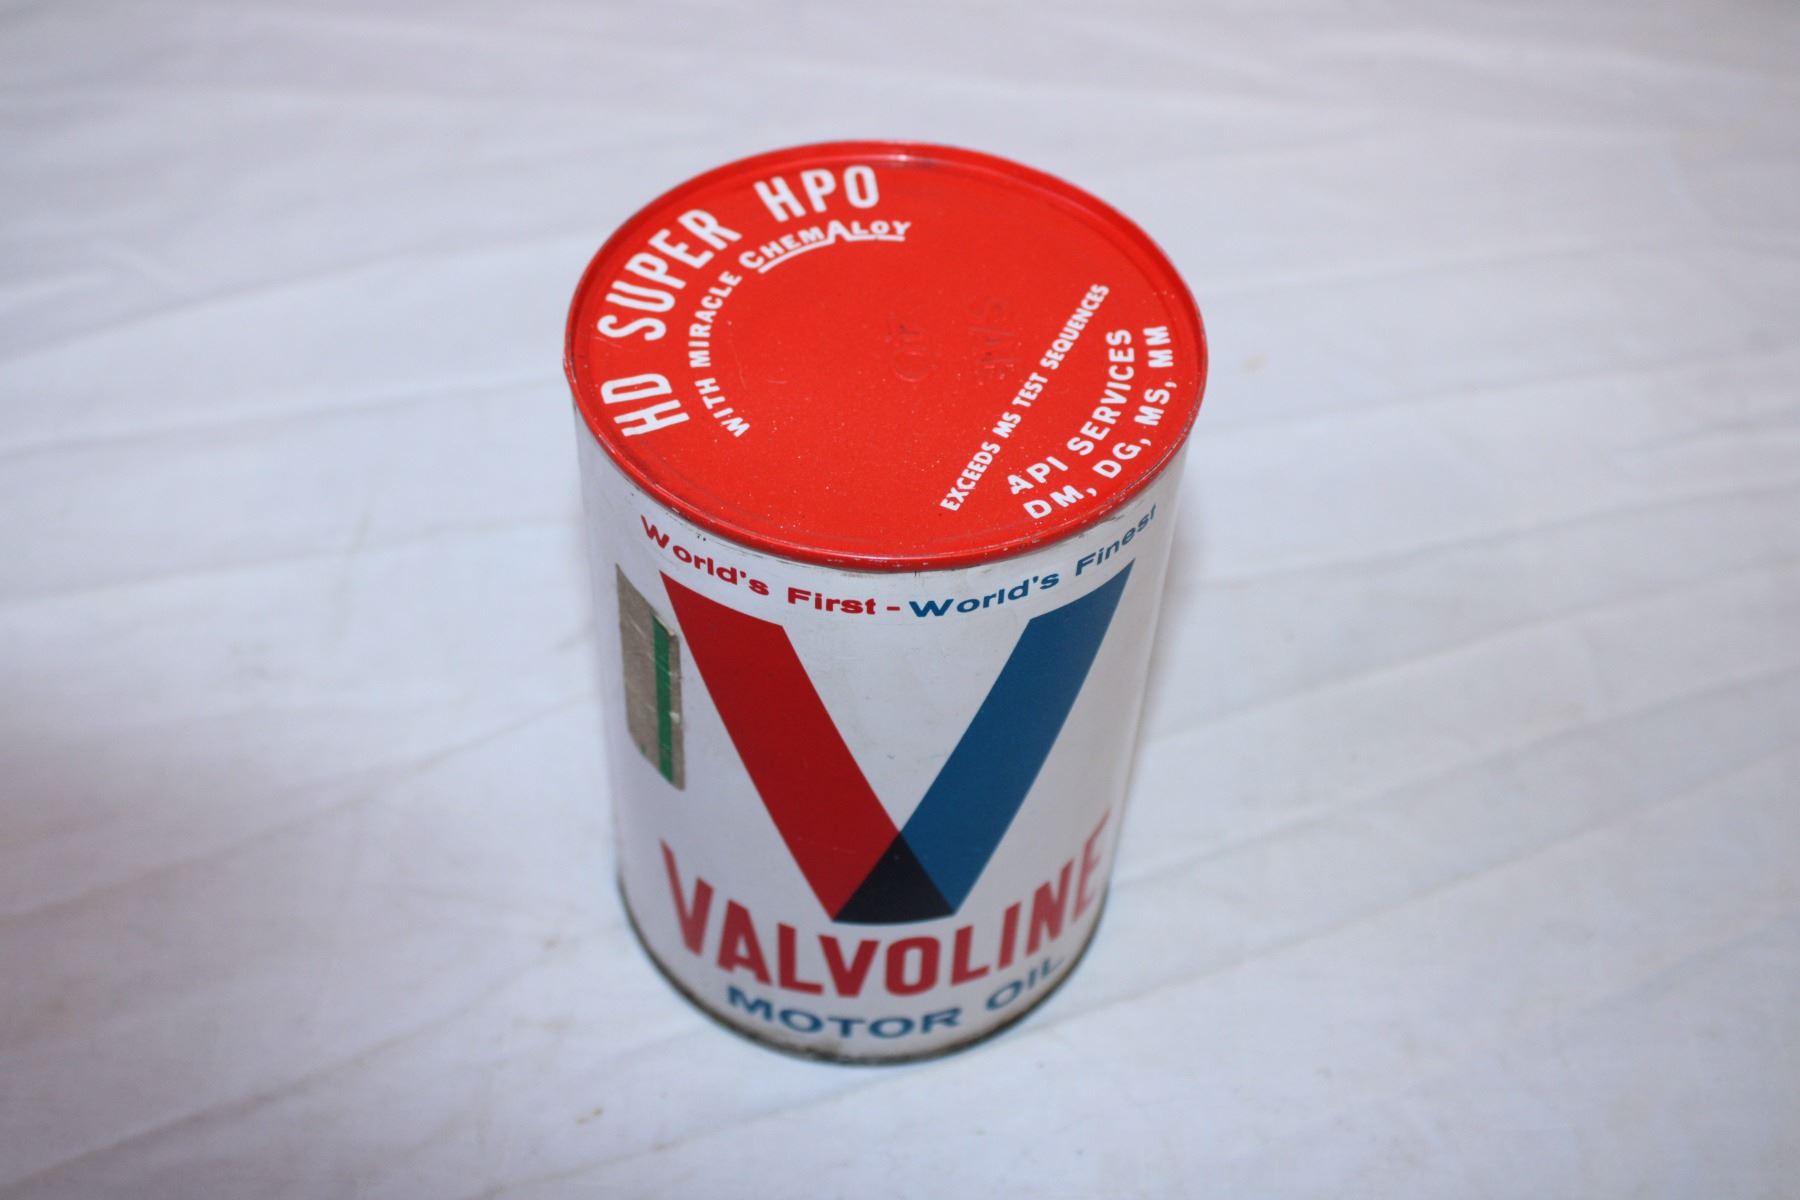 HD SUPER HPO
WITH MIRACLE CHEMALOY
EXCEEDS MS TEST SEQUENCES
API SERVICES
DM, DG, MS, MM
World's First - World's Finest
VALVOLINE
MOTOR OIL